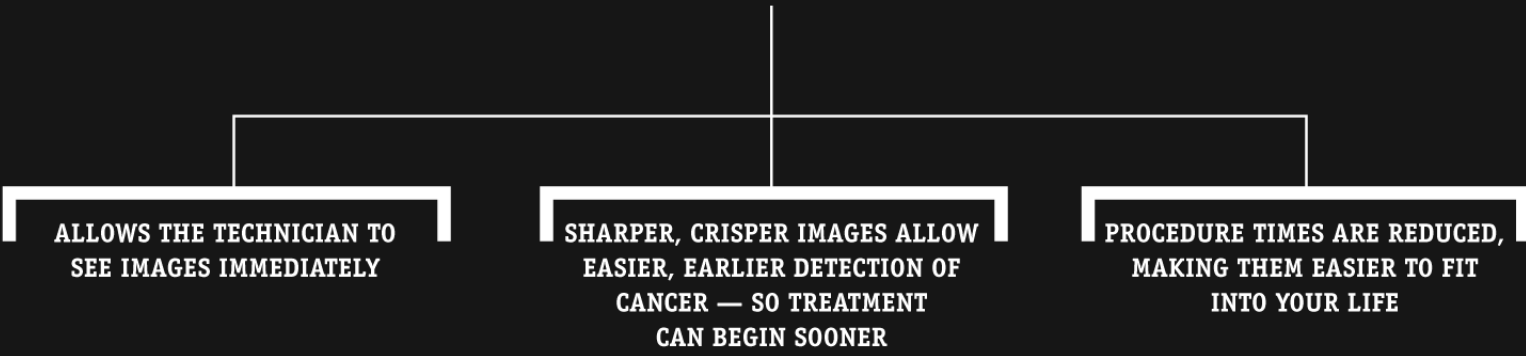 ALLOWS THE TECHNICIAN TO
SEE IMAGES IMMEDIATELY
SHARPER, CRISPER IMAGES ALLOW
EASIER, EARLIER DETECTION OF
CANCER — SO TREATMENT
CAN BEGIN SOONER
PROCEDURE TIMES ARE REDUCED,
MAKING THEM EASIER TO FIT
INTO YOUR LIFE